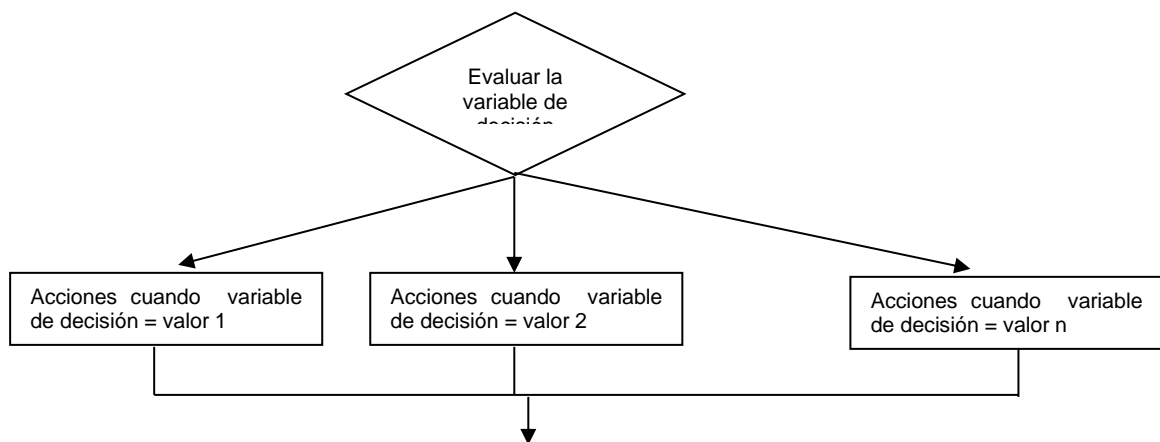 Evaluar la
variable de
decisión
Acciones cuando variable
de decisión = valor 1
Acciones cuando variable
de decisión = valor 2
Acciones cuando variable
de decisión = valor n